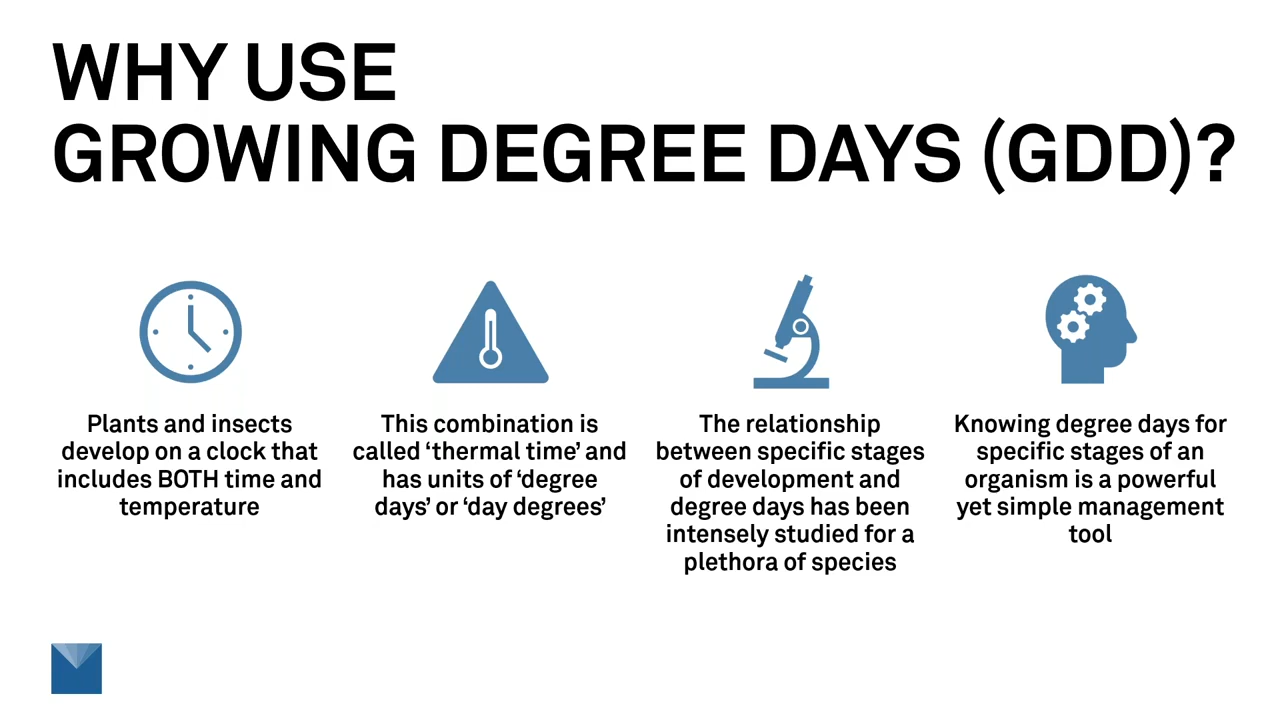 WHY USE
GROWING DEGREE DAYS (GDD)?
Plants and insects
develop on a clock that
includes BOTH time and
temperature
This combination is
called ‘thermal time’ and
has units of ‘degree
days’ or ‘day degrees’
The relationship
between specific stages
of development and
degree days has been
intensely studied for a
plethora of species
Knowing degree days for
specific stages of an
organism is a powerful
yet simple management
tool